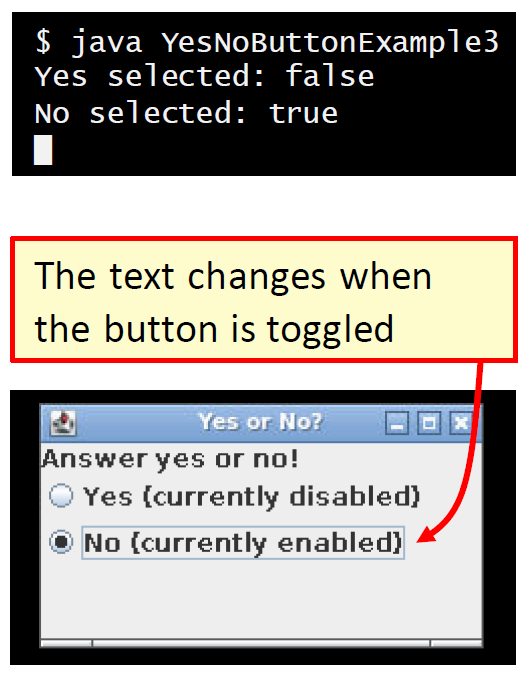 $ java YesNoButtonExample3
Yes selected: false
No selected: true
The text changes when
the button is toggled
Yes or No?
Answer yes or no!
Yes {currently disabled}
No {currently enabled}